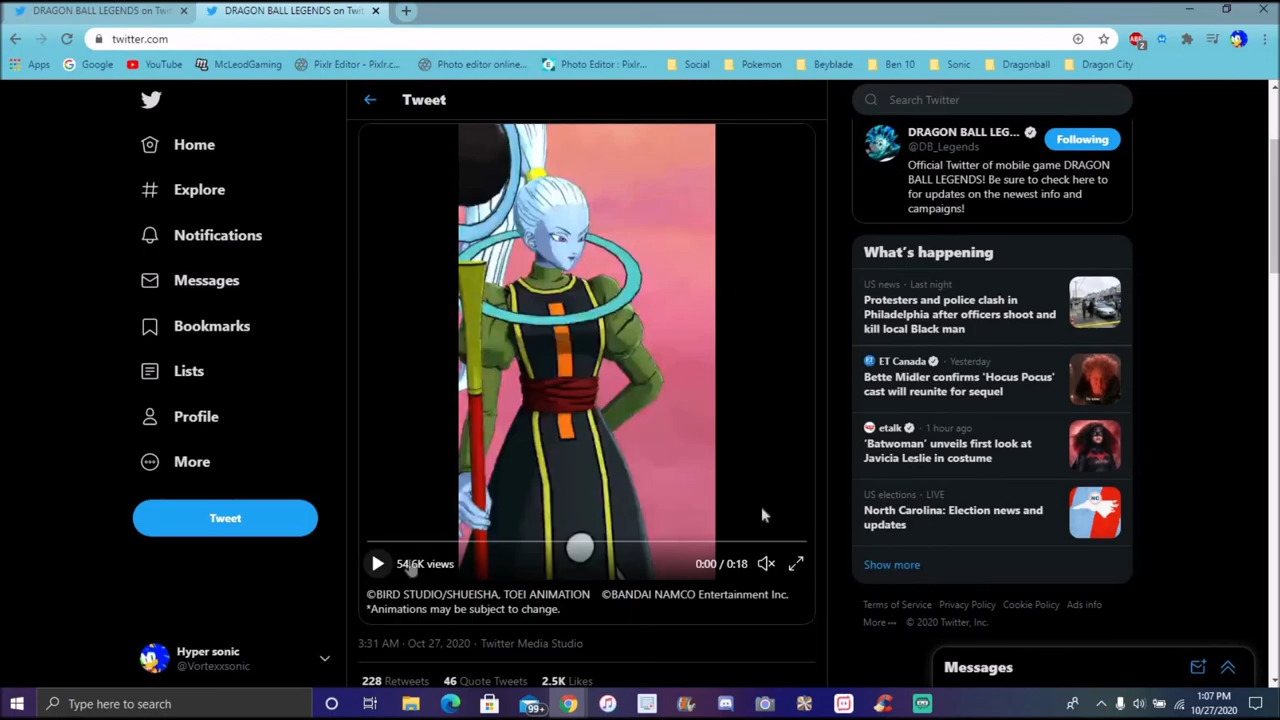 DRAGON BALL LEGENDS on Twi
DRAGON BALL LEGENDS on Twit
twitter.com
ABP
2
Apps
Google
YouTube
McLeodGaming
Pixlr Editor - Pixlr.c...
Photo editor online...
Photo Editor : Pixlr...
Social
Pokemon
Beyblade
Ben 10
Sonic
Dragonball
Dragon City
Home
Explore
Notifications
Messages
Bookmarks
Lists
Profile
More
Tweet
Hyper sonic
@Vortexxsonic
Tweet
54.6K views
0:00 / 0:18
©BIRD STUDIO/SHUEISHA, TOEI ANIMATION ©BANDAI NAMCO Entertainment Inc.
*Animations may be subject to change.
3:31 AM · Oct 27, 2020 · Twitter Media Studio
228 Retweets 46 Quote Tweets 2.5K Likes
Search Twitter
DRAGON BALL LEG...
@DB_Legends
Following
Official Twitter of mobile game DRAGON
BALL LEGENDS! Be sure to check here to
for updates on the newest info and
campaigns!
What's happening
US news · Last night
Protesters and police clash in
Philadelphia after officers shoot and
kill local Black man
ET Canada · Yesterday
Bette Midler confirms 'Hocus Pocus'
cast will reunite for sequel
etalk · 1 hour ago
'Batwoman' unveils first look at
Javicia Leslie in costume
US elections · LIVE
North Carolina: Election news and
updates
Show more
Terms of Service Privacy Policy Cookie Policy Ads info
More ••• © 2020 Twitter, Inc.
Messages
Type here to search
99+
1:07 PM
10/27/2020